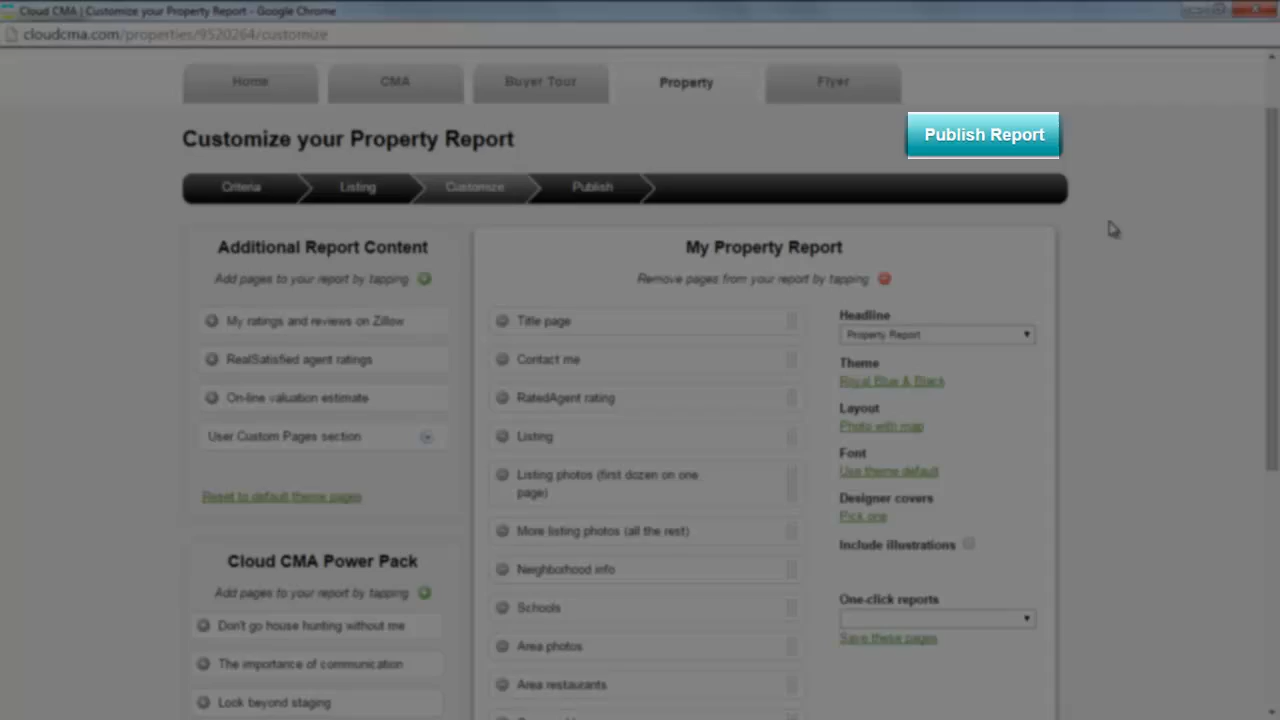 Cloud CMA | Customize your Property Report - Google Chrome
cloudcma.com/properties/9520264/customize
Home CMA Buyer Tour Property Flyer
Customize your Property Report
Publish Report
Criteria Listing Customize Publish
Additional Report Content
Add pages to your report by tapping
My ratings and reviews on Zillow
RealSatisfied agent ratings
On-line valuation estimate
User Custom Pages section
Reset to default theme pages
Cloud CMA Power Pack
Add pages to your report by tapping
Don't go house hunting without me
The importance of communication
Look beyond staging
My Property Report
Remove pages from your report by tapping
Title page
Contact me
RatedAgent rating
Listing
Listing photos (first dozen on one
page)
More listing photos (all the rest)
Neighborhood info
Schools
Area photos
Area restaurants
Headline
Property Report
Theme
Royal Blue & Black
Layout
Photo with map
Font
Use theme default
Designer covers
Pick one
Include illustrations
One-click reports
Save these pages